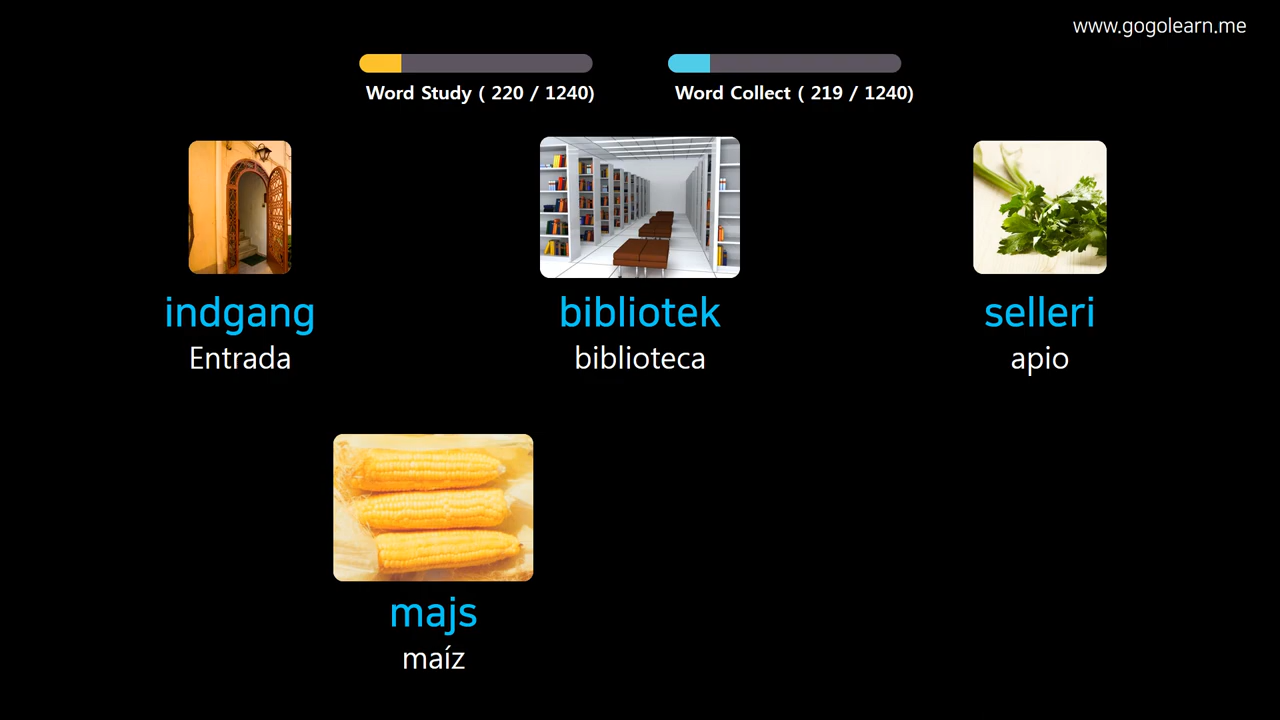 www.gogolearn.me
Word Study ( 220 / 1240)
Word Collect ( 219 / 1240)
indgang
Entrada
bibliotek
biblioteca
selleri
apio
majs
maíz